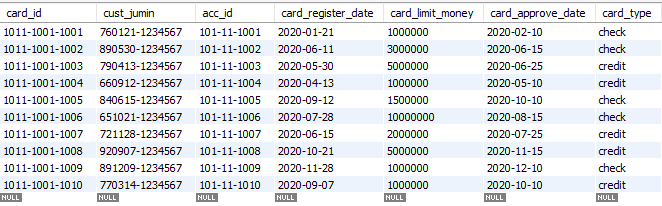 card_id cust_jumin acc_id card_register_date card_limit_money card_approve_date card_type
1011-1001-1001 760121-1234567 101-11-1001 2020-01-21 1000000 2020-02-10 check
1011-1001-1002 890530-1234567 101-11-1002 2020-06-11 3000000 2020-06-15 check
1011-1001-1003 790413-1234567 101-11-1003 2020-05-30 5000000 2020-06-25 credit
1011-1001-1004 660912-1234567 101-11-1004 2020-04-13 1000000 2020-05-10 credit
1011-1001-1005 840615-1234567 101-11-1005 2020-09-12 1500000 2020-10-10 check
1011-1001-1006 651021-1234567 101-11-1006 2020-07-28 10000000 2020-08-15 check
1011-1001-1007 721128-1234567 101-11-1007 2020-06-15 2000000 2020-07-25 credit
1011-1001-1008 920907-1234567 101-11-1008 2020-10-21 5000000 2020-11-15 credit
1011-1001-1009 891209-1234567 101-11-1009 2020-11-28 1000000 2020-12-10 check
1011-1001-1010 770314-1234567 101-11-1010 2020-09-07 1000000 2020-10-10 credit
NULL NULL NULL NULL NULL NULL NULL